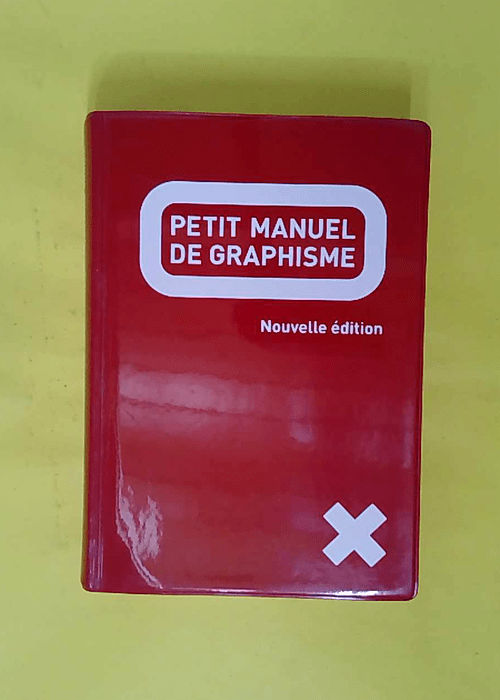 PETIT MANUEL
DE GRAPHISME
Nouvelle édition